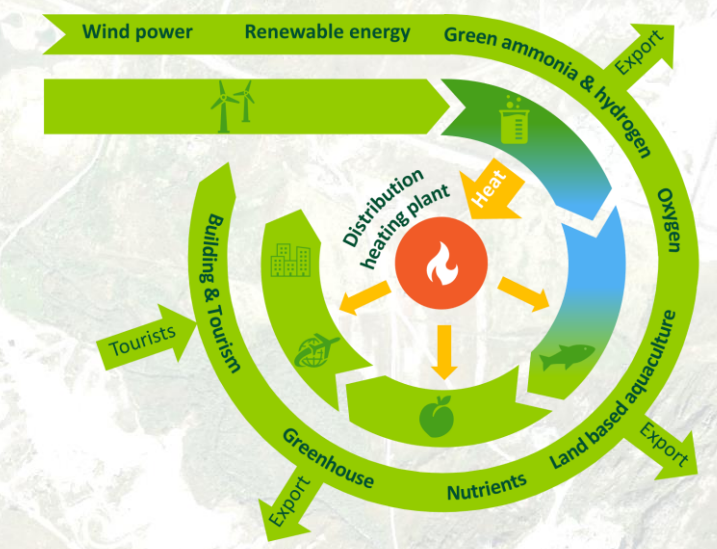 Wind power
Renewable energy
Green ammonia & hydrogen
Export
Oxygen
Land based aquaculture
Export
Nutrients
Greenhouse
Export
Building & Tourism
Tourists
Distribution
heating plant
Heat